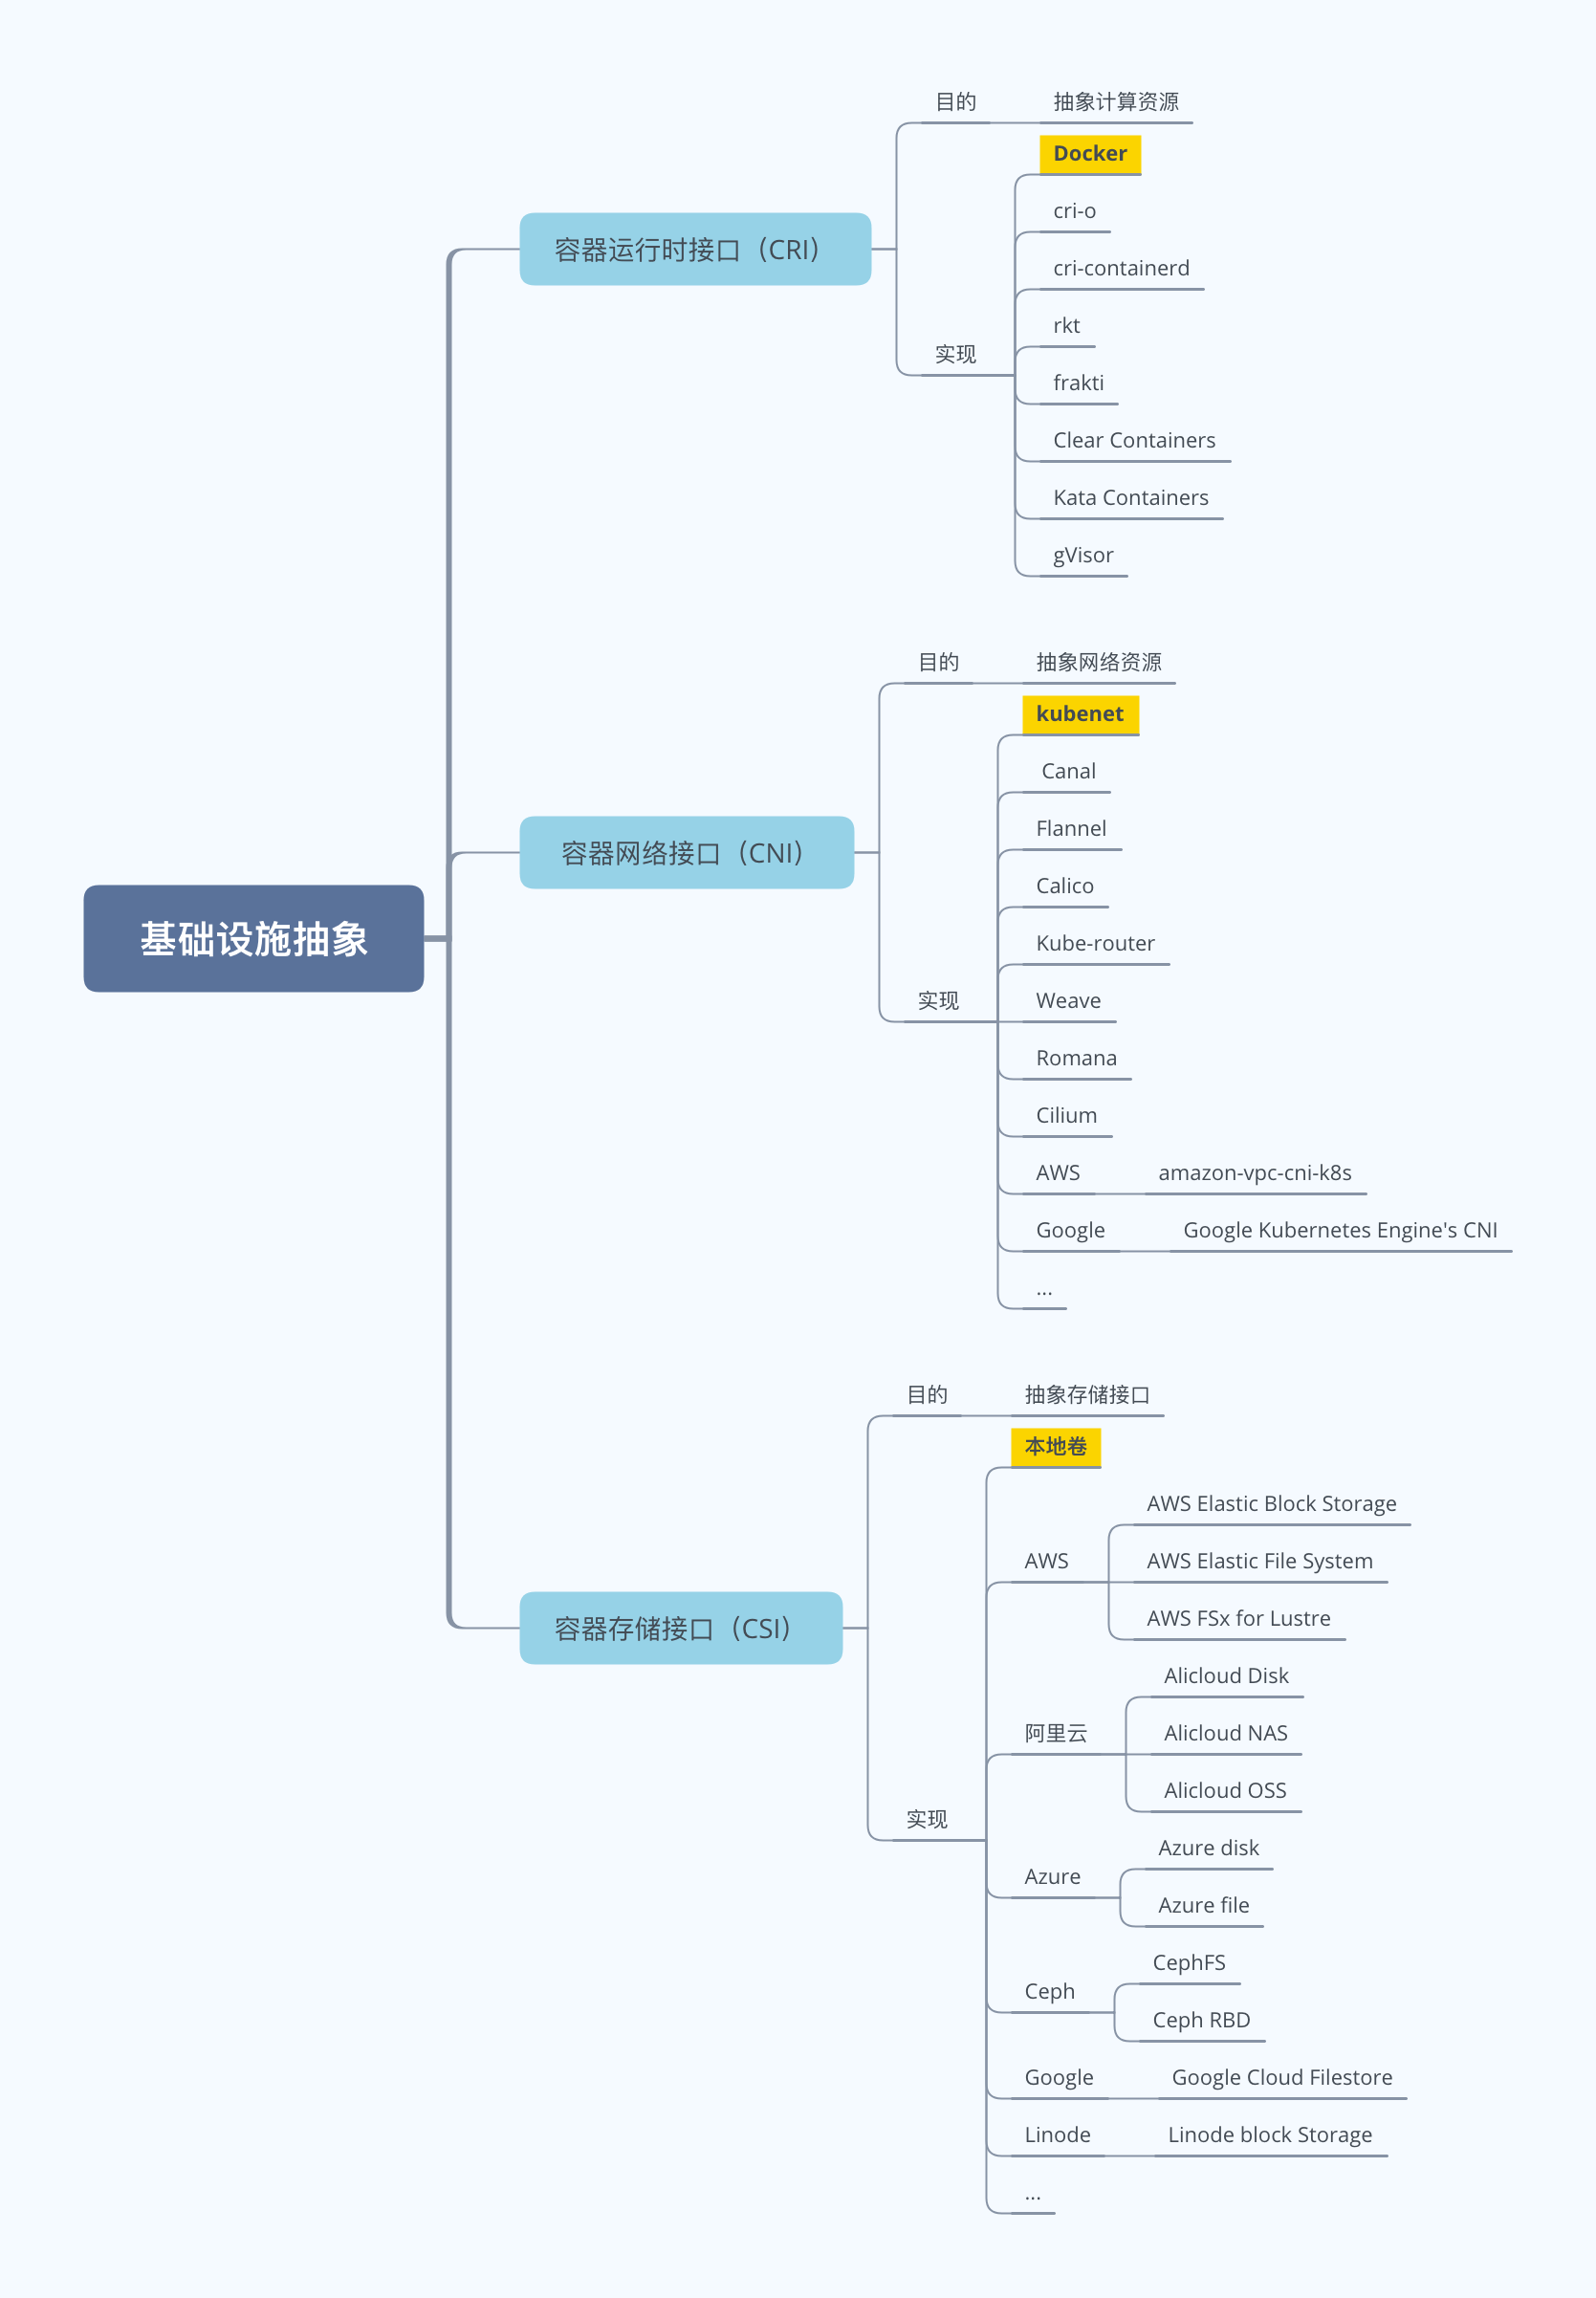 基础设施抽象
容器运行时接口（CRI）
目的
抽象计算资源
实现
Docker
cri-o
cri-containerd
rkt
frakti
Clear Containers
Kata Containers
gVisor
容器网络接口（CNI）
目的
抽象网络资源
实现
kubenet
Canal
Flannel
Calico
Kube-router
Weave
Romana
Cilium
AWS
amazon-vpc-cni-k8s
Google
Google Kubernetes Engine's CNI
...
容器存储接口（CSI）
目的
抽象存储接口
实现
本地卷
AWS
AWS Elastic Block Storage
AWS Elastic File System
AWS FSx for Lustre
阿里云
Alicloud Disk
Alicloud NAS
Alicloud OSS
Azure
Azure disk
Azure file
Ceph
CephFS
Ceph RBD
Google
Google Cloud Filestore
Linode
Linode block Storage
...